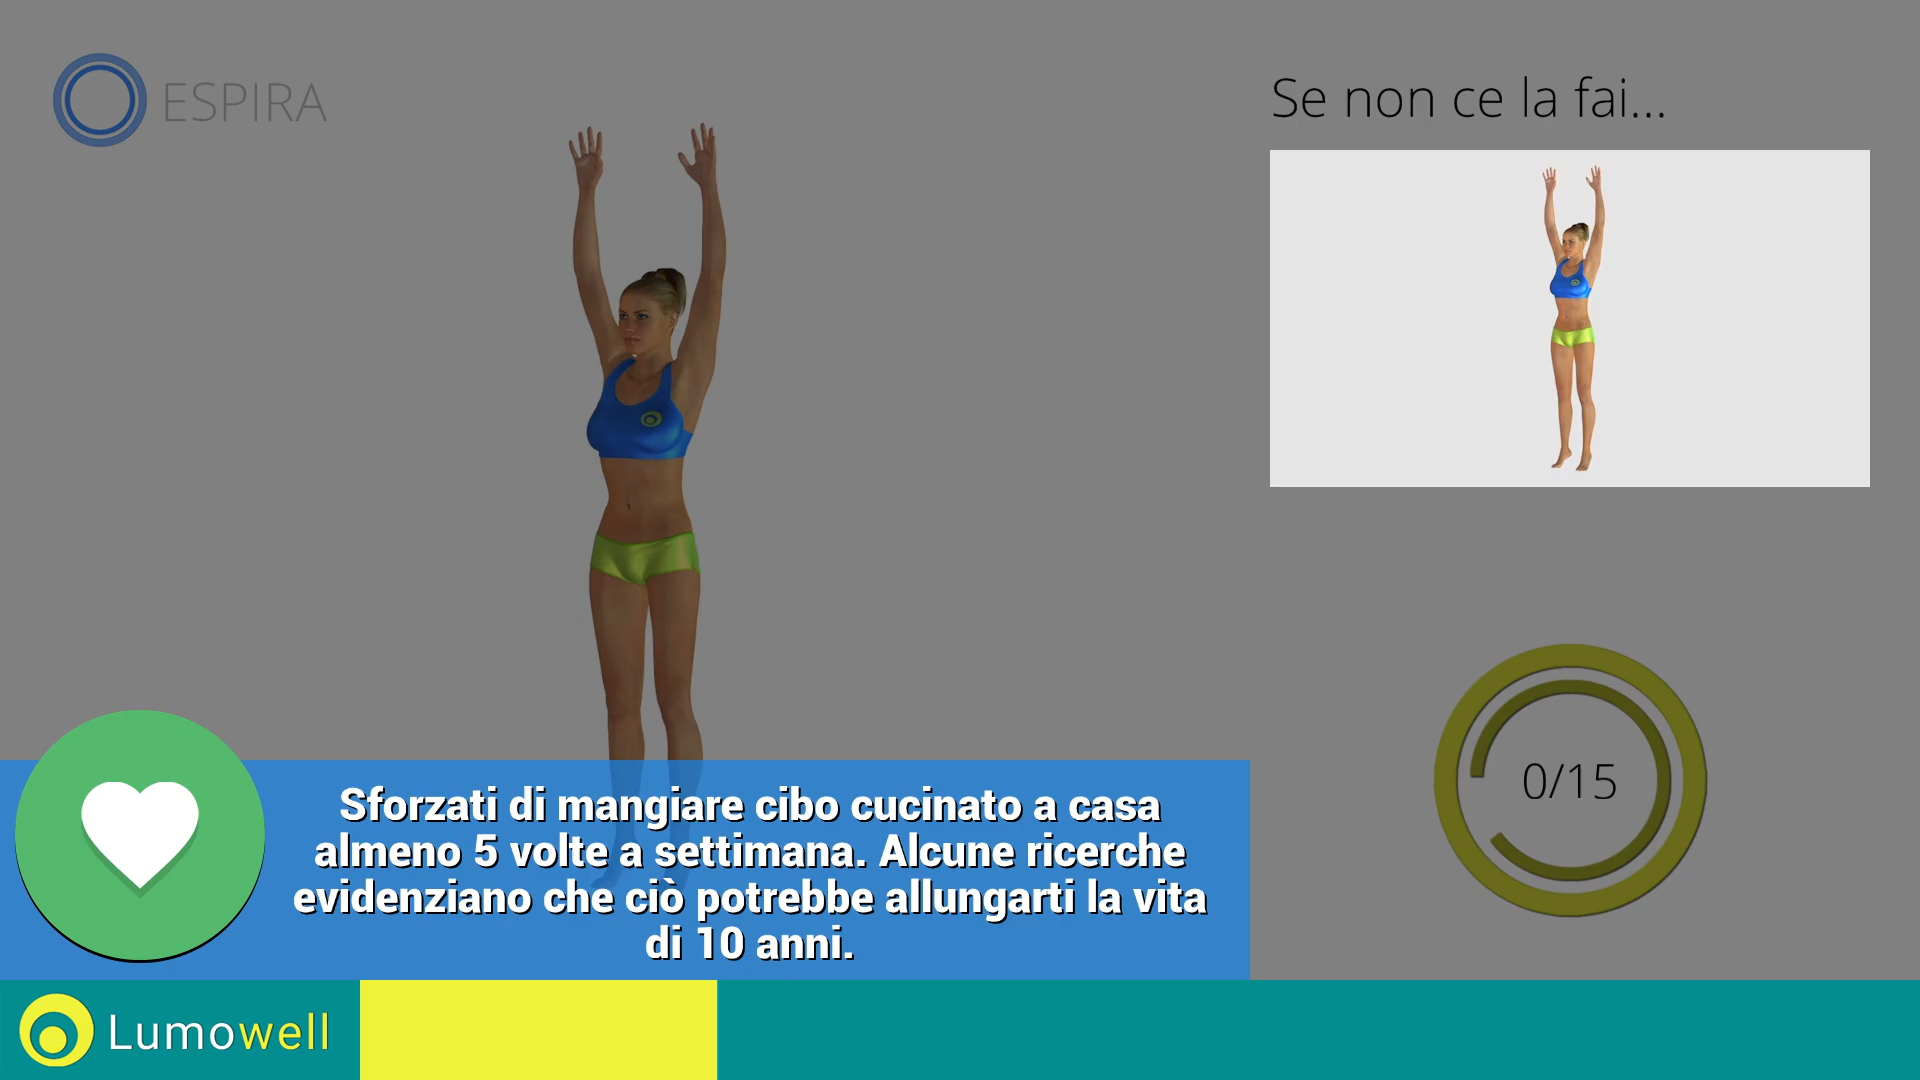 ESPIRA
Se non ce la fai...
0/15
Sforzati di mangiare cibo cucinato a casa
almeno 5 volte a settimana. Alcune ricerche
evidenziano che ciò potrebbe allungarti la vita
di 10 anni.
Lumowell